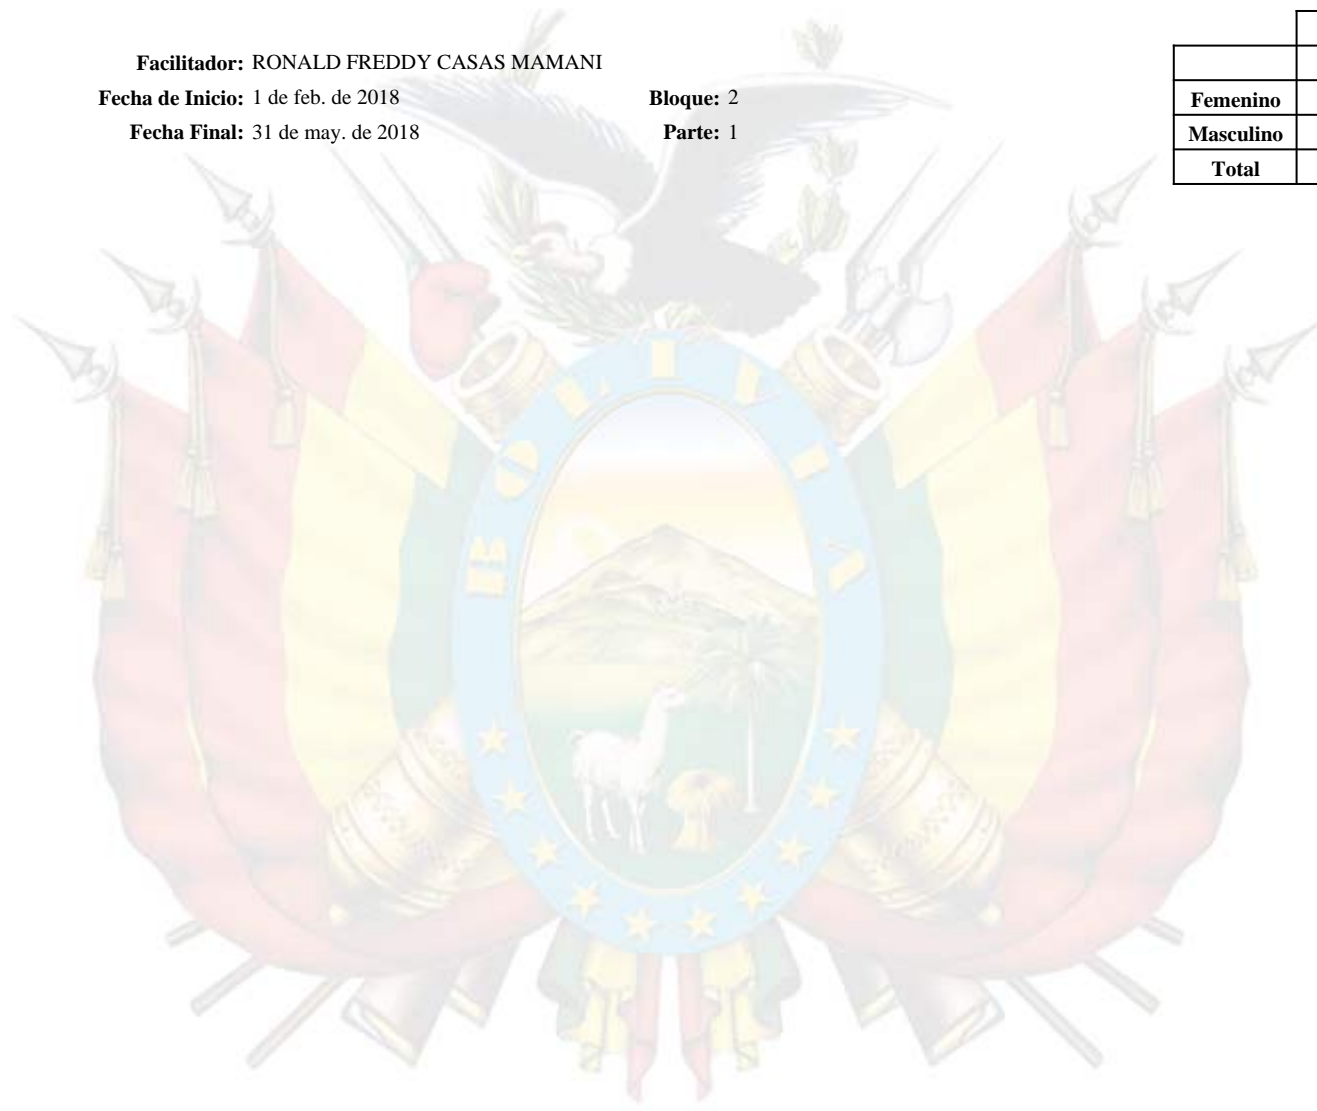 Facilitador: RONALD FREDDY CASAS MAMANI
Fecha de Inicio: 1 de feb. de 2018 Bloque: 2
Fecha Final: 31 de may. de 2018 Parte: 1
Femenino
Masculino
Total
BOLIVIA